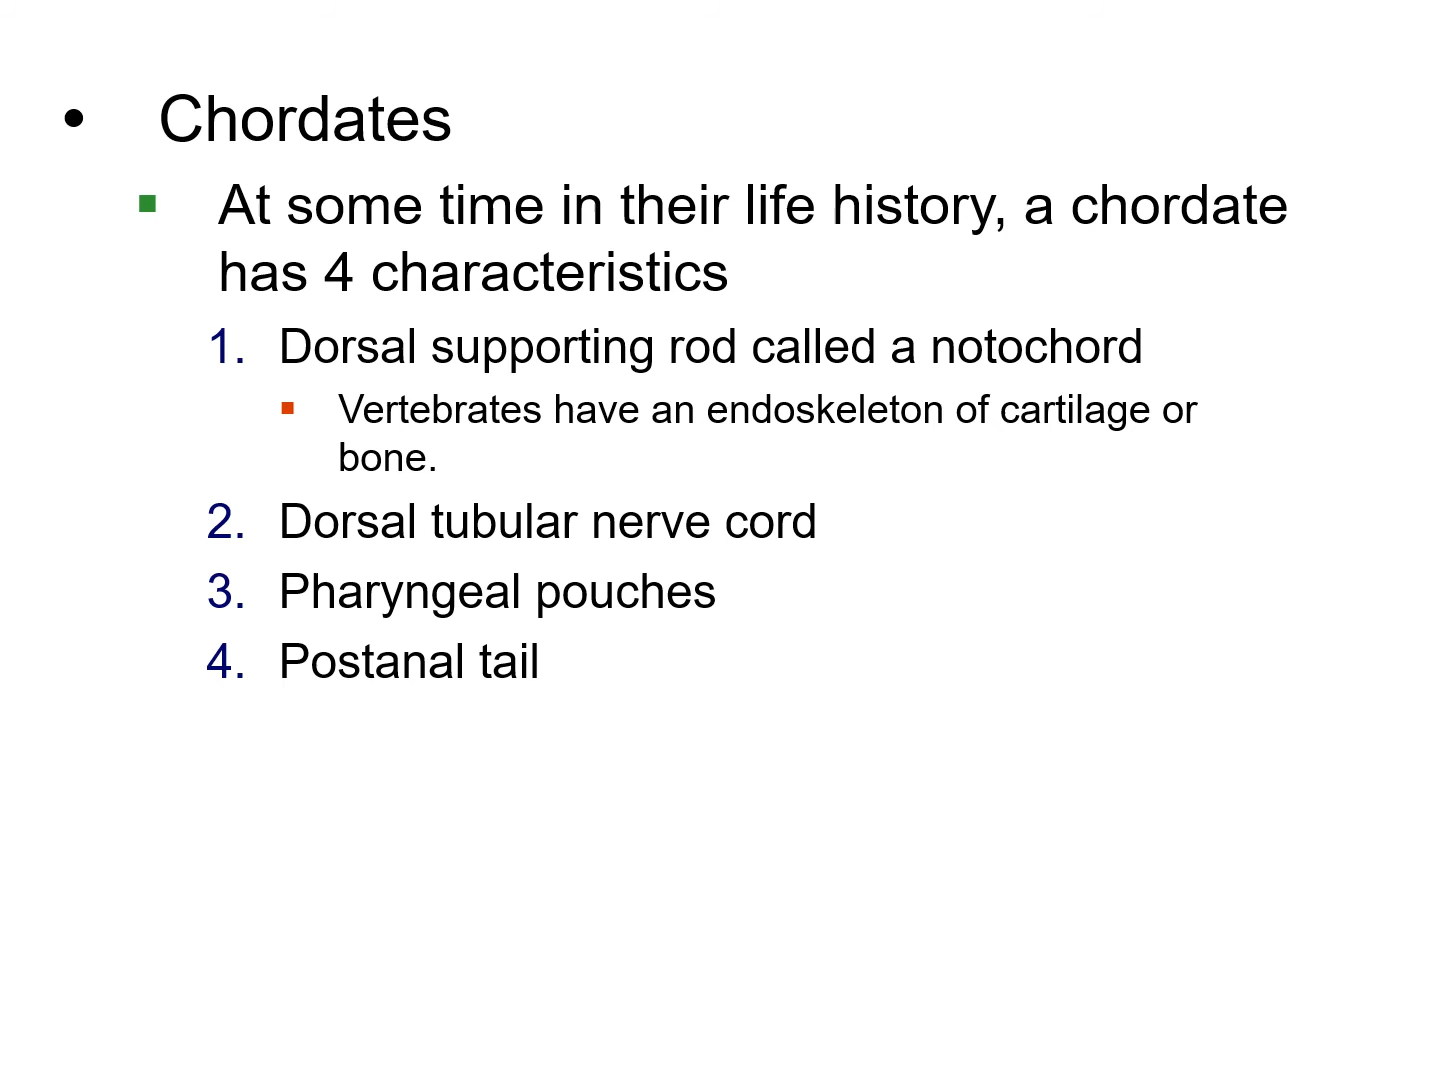 • Chordates
▪ At some time in their life history, a chordate
has 4 characteristics
1. Dorsal supporting rod called a notochord
▪ Vertebrates have an endoskeleton of cartilage or
bone.
2. Dorsal tubular nerve cord
3. Pharyngeal pouches
4. Postanal tail